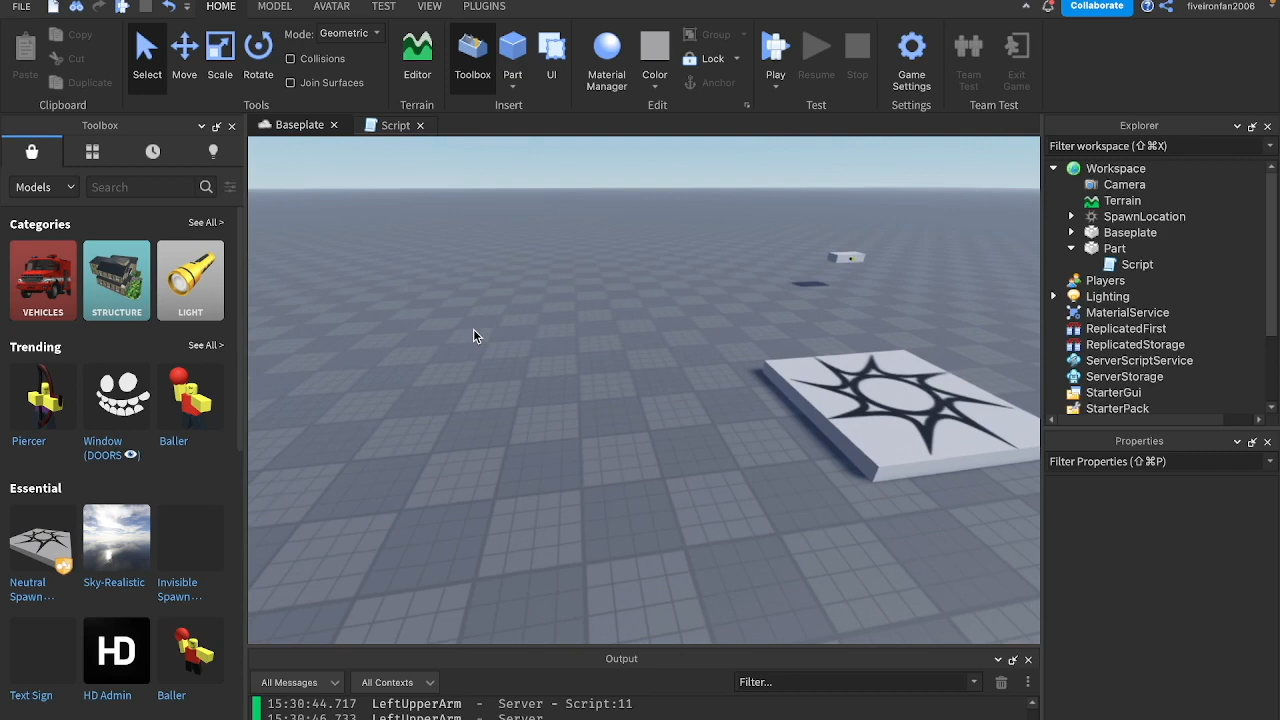 FILE HOME MODEL AVATAR TEST VIEW PLUGINS Collaborate fiveironfan2006
Paste Copy Cut Duplicate
Clipboard
Select Move Scale Rotate
Mode: Geometric
Collisions
Join Surfaces
Tools
Editor
Terrain
Toolbox Part UI
Insert
Material Manager
Color
Group
Lock
Anchor
Edit
Play Resume Stop
Test
Game Settings
Settings
Team Test
Exit Game
Team Test
Toolbox
Models Search
Categories See All >
VEHICLES STRUCTURE LIGHT
Trending See All >
Piercer
Window (DOORS
Baller
Essential
Neutral Spawn...
Sky-Realistic
Invisible Spawn...
HD
Text Sign HD Admin Baller
Baseplate Script
Output
All Messages All Contexts Filter...
15:30:44.717 LeftUpperArm - Server - Script:11
15:30:46.733 LeftUpperArm - Server
Explorer
Filter workspace (⇧⌘X)
Workspace
Camera
Terrain
SpawnLocation
Baseplate
Part
Script
Players
Lighting
MaterialService
ReplicatedFirst
ReplicatedStorage
ServerScriptService
ServerStorage
StarterGui
StarterPack
Properties
Filter Properties (⇧⌘P)